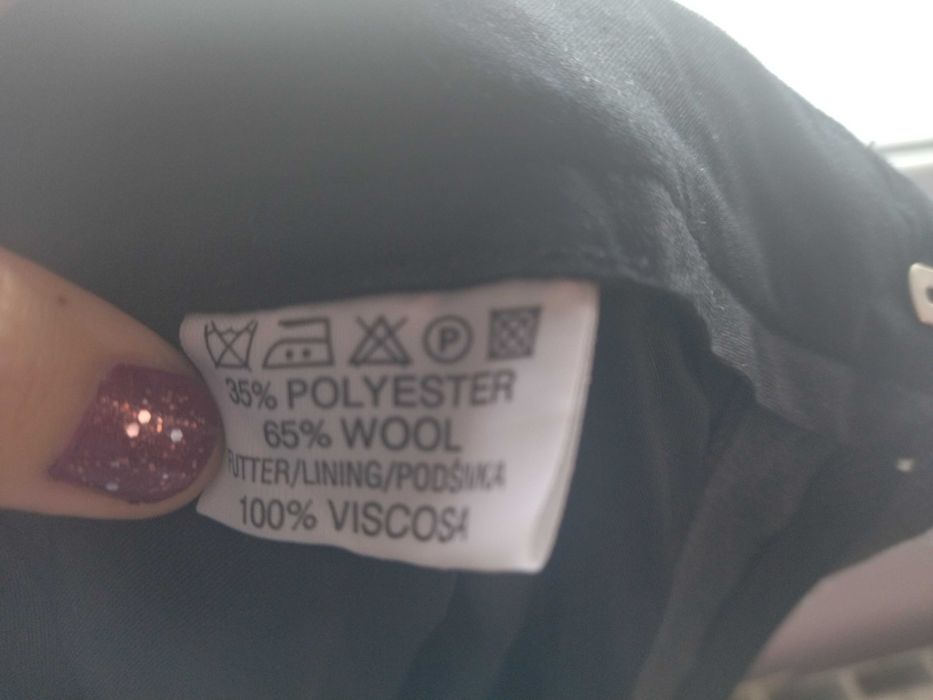 P
35% POLYESTER
65% WOOL
FUTTER/LINING/PODŠIVKA
100% VISCOSA